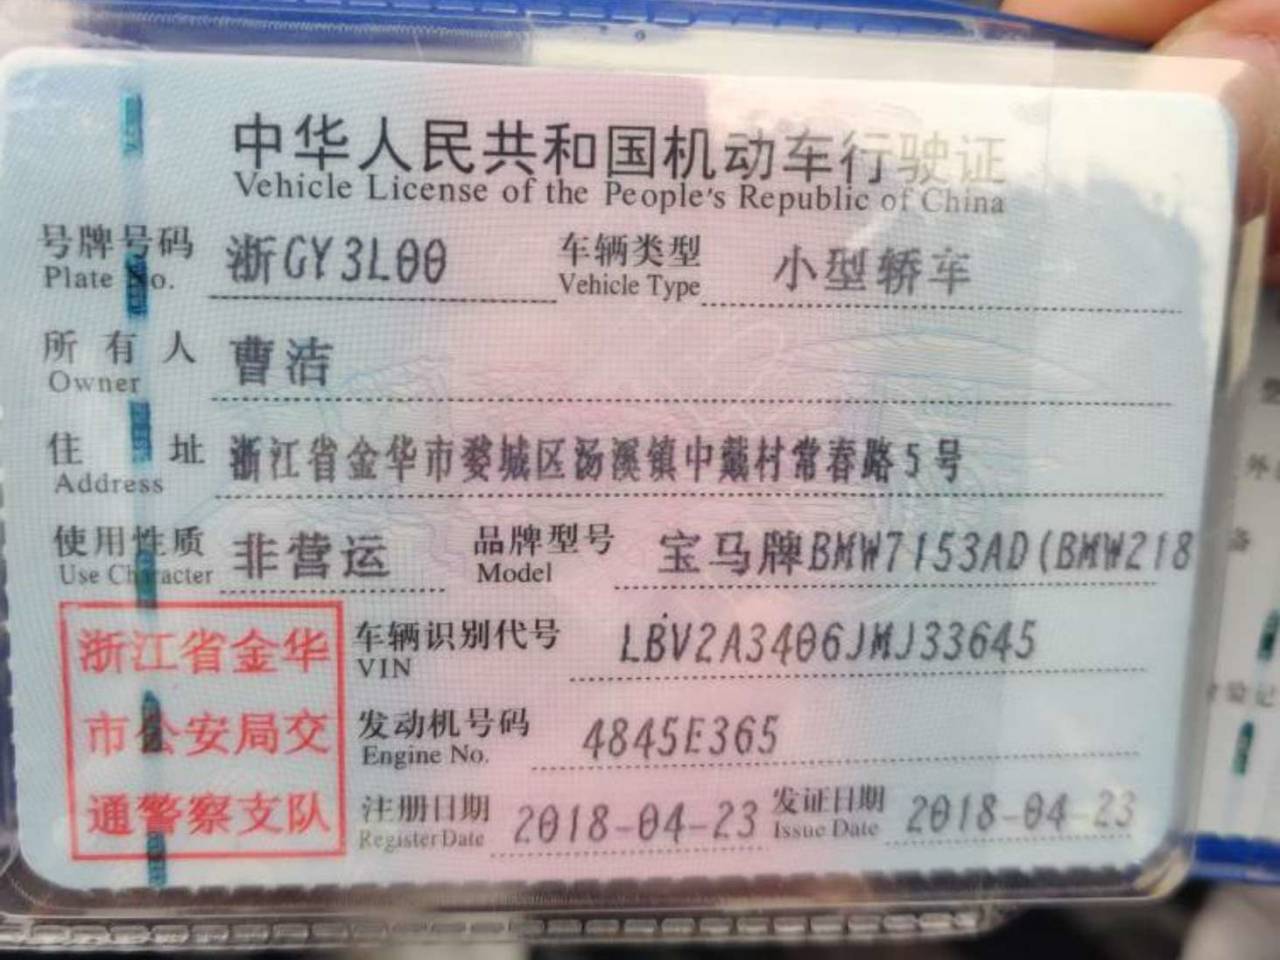 中华人民共和国机动车行驶证
Vehicle License of the People's Republic of China
号牌号码 浙GY3L00 车辆类型 小型轿车
Plate No. Vehicle Type
所有人 曹洁
Owner
住址 浙江省金华市婺城区汤溪镇中戴村常春路5号
Address
使用性质 非营运 品牌型号 宝马牌BMW7153AD(BMW218
Use Character Model
浙江省金华
市公安局交
通警察支队
车辆识别代号 LBV2A3406JMJ33645
VIN
发动机号码 4845E365
Engine No.
注册日期 2018-04-23 发证日期 2018-04-23
Register Date Issue Date